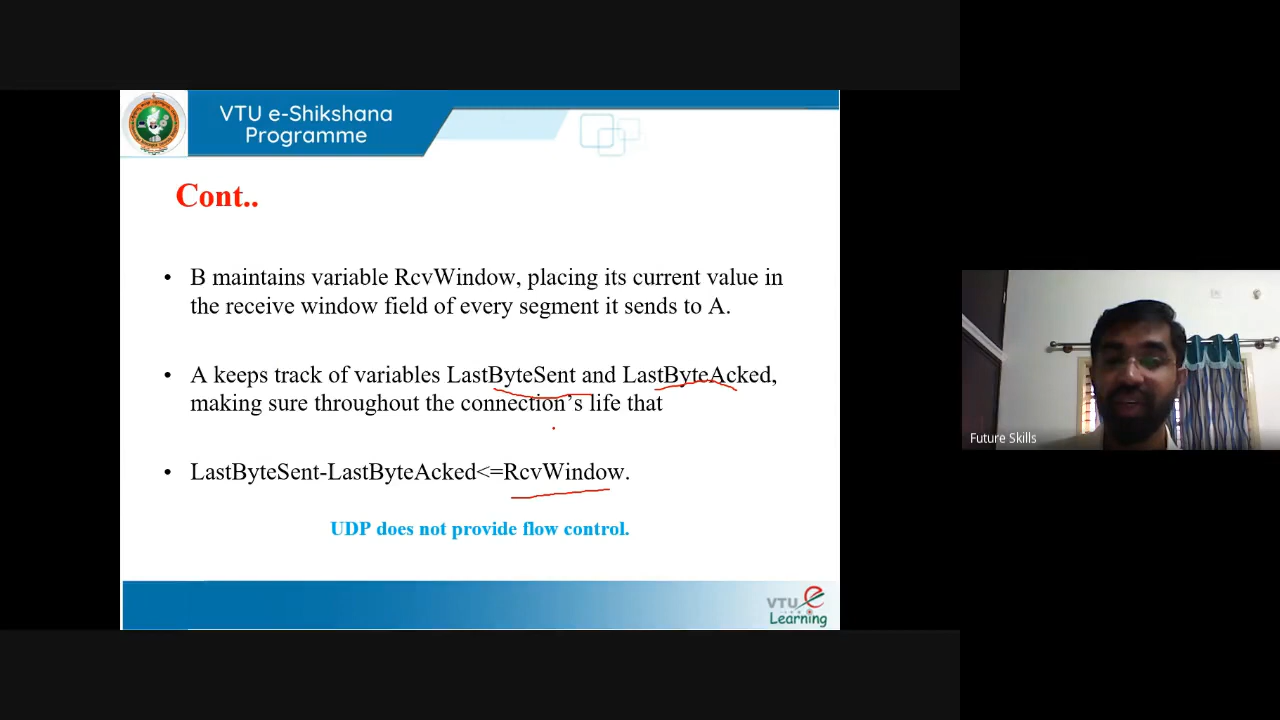 VTU e-Shikshana
Programme
Cont..
• B maintains variable RcvWindow, placing its current value in
the receive window field of every segment it sends to A.
• A keeps track of variables LastByteSent and LastByteAcked,
making sure throughout the connection's life that
• LastByteSent-LastByteAcked<=RcvWindow.
UDP does not provide flow control.
VTU e
Learning
Future Skills